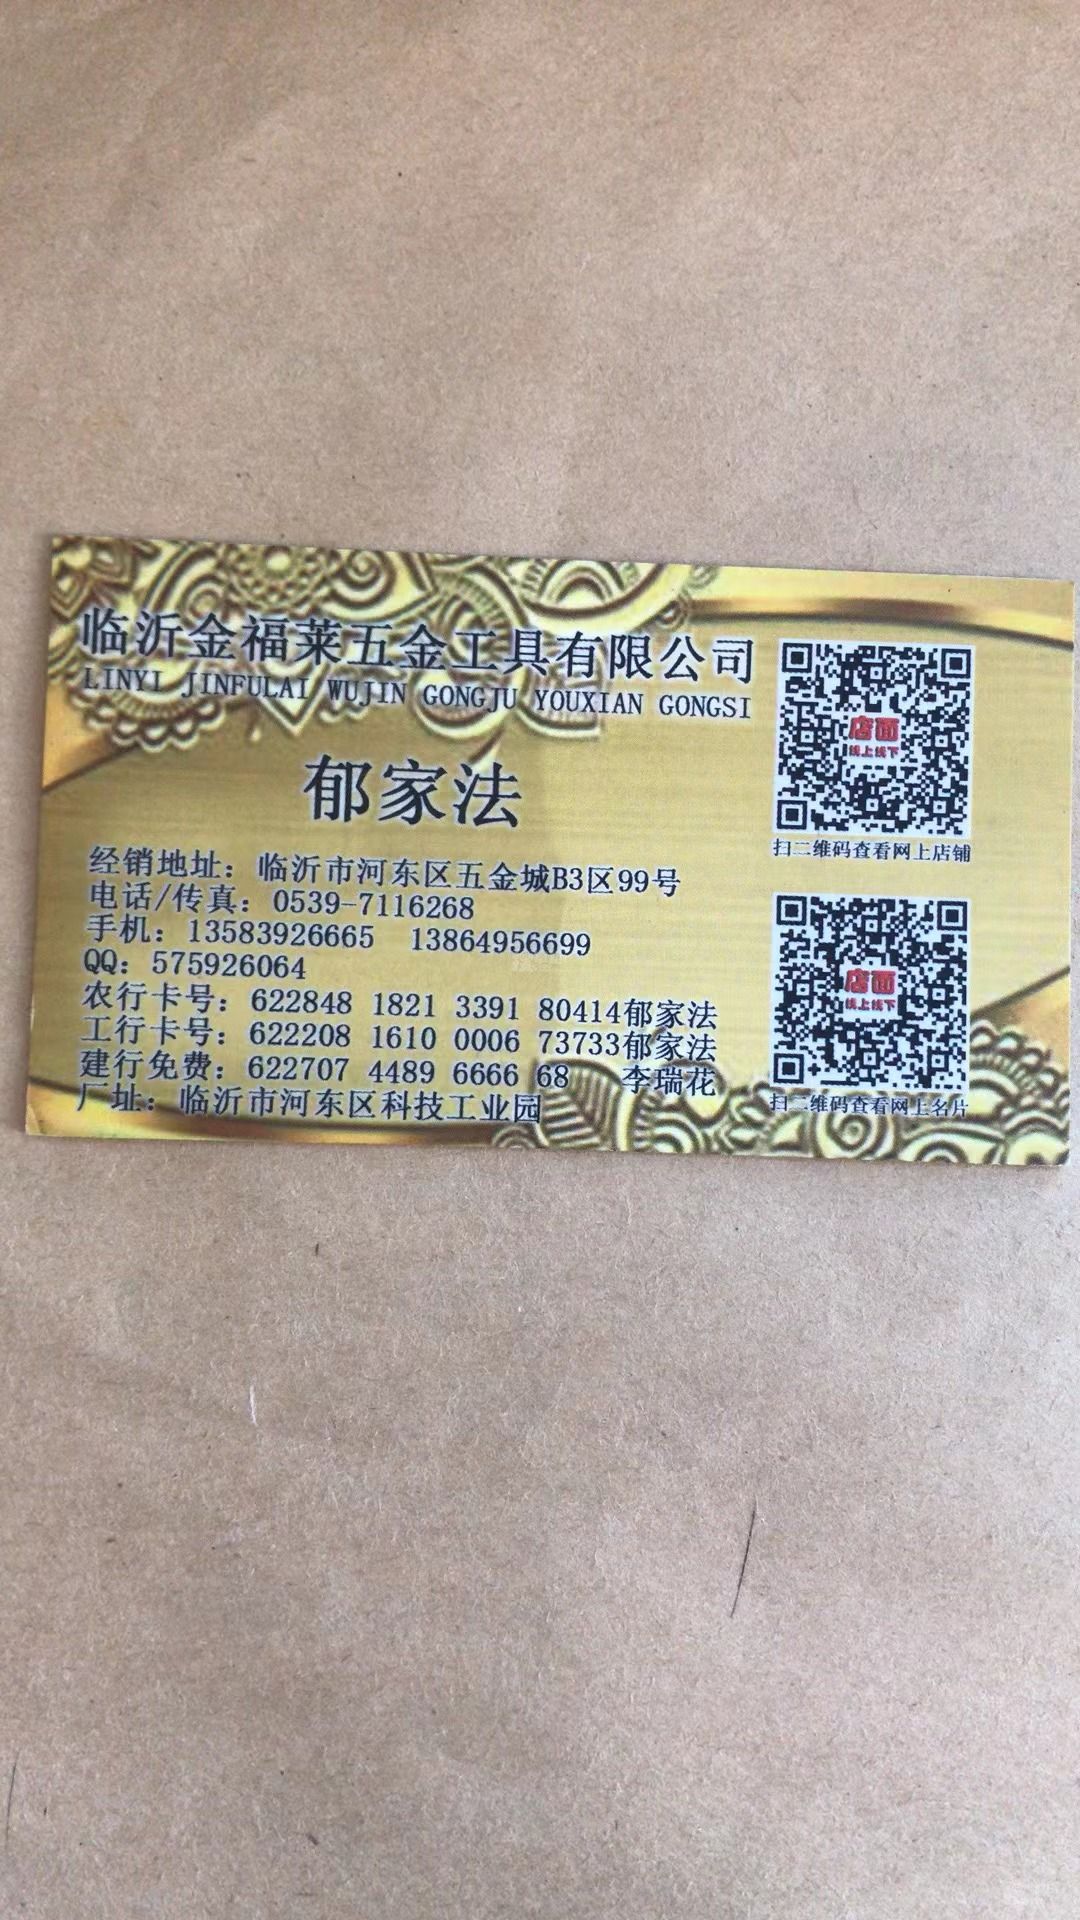 临沂金福莱五金工具有限公司
LINYI JINFULAI WUJIN GONGJU YOUXIAN GONGSI
郁家法
经销地址：临沂市河东区五金城B3区99号
电话/传真：0539-7116268
手机：13583926665 13864956699
QQ：575926064
农行卡号：622848 1821 3391 80414郁家法
工行卡号：622208 1610 0006 73733郁家法
建行免费：622707 4489 6666 68 李瑞花
厂址：临沂市河东区科技工业园
店面
线上线下
扫二维码查看网上店铺
店面
线上线下
扫二维码查看网上名片